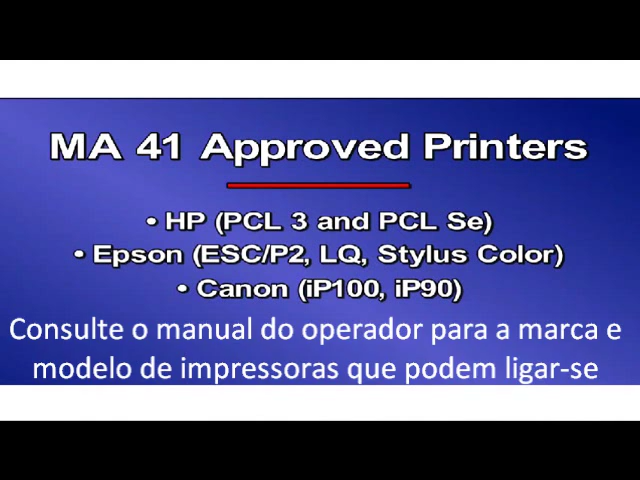 MA 41 Approved Printers
• HP (PCL 3 and PCL Se)
• Epson (ESC/P2, LQ, Stylus Color)
• Canon (iP100, iP90)
Consulte o manual do operador para a marca e
modelo de impressoras que podem ligar-se